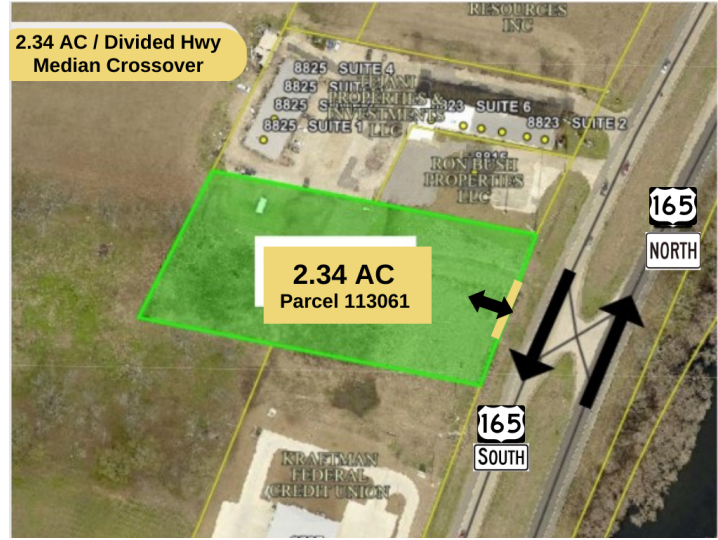 RESOURCES
INC
2.34 AC / Divided Hwy
Median Crossover
8825 SUITE 4
8825
8825
8825 SUITE 1
PROPERTIES &
INVESTMENTS
LLC
8823 SUITE 6
8823 SUITE 2
RON BUSH
PROPERTIES
LLC
165
NORTH
2.34 AC
Parcel 113061
165
SOUTH
KRAFTMAN
FEDERAL
CREDIT UNION